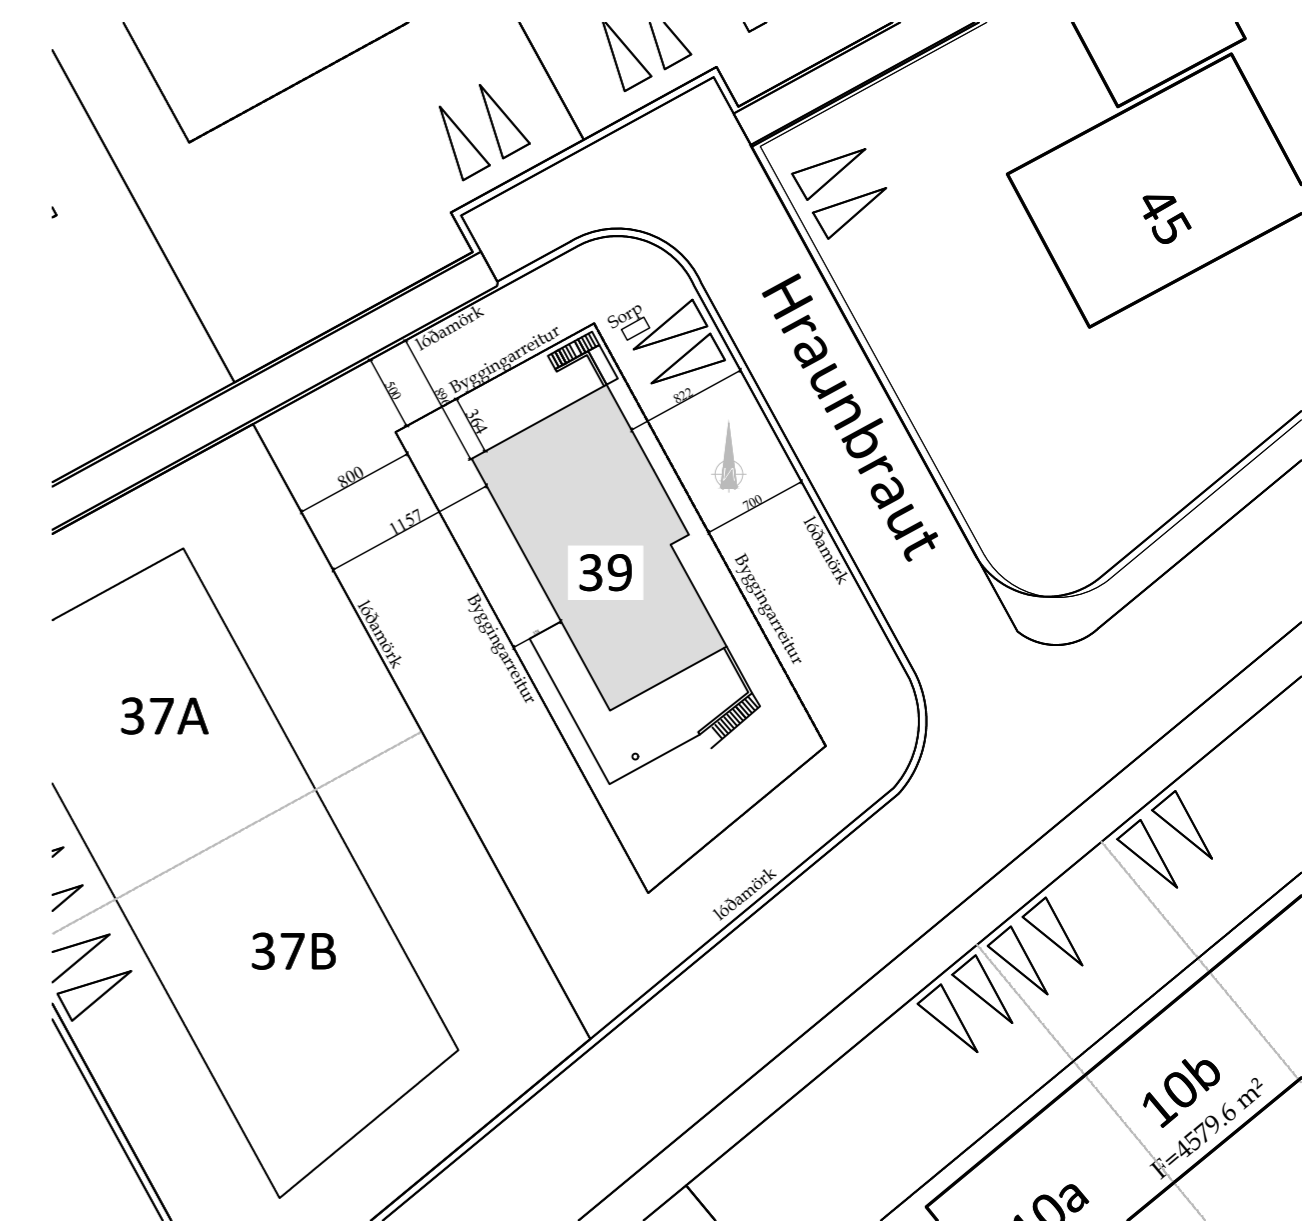 45
Hraunbraut
Sorp
lóðamörk
Byggingarreitur
500
896
364
822
800
1157
700
N
39
lóðamörk
lóðamörk
Byggingarreitur
Byggingarreitur
37A
37B
lóðamörk
10b
F=4579.6 m²
10a